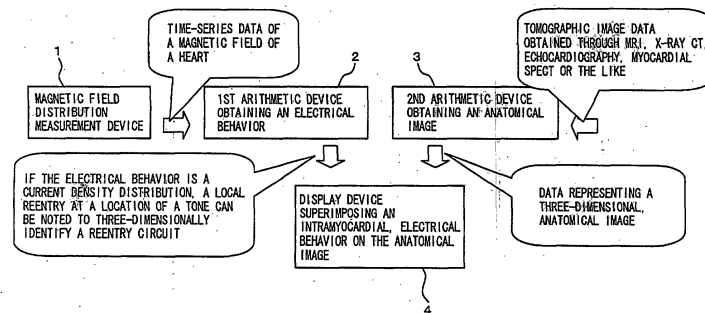 1
TIME-SERIES DATA OF
A MAGNETIC FIELD OF
A HEART
2
3
TOMOGRAPHIC IMAGE DATA
OBTAINED THROUGH MRI, X-RAY CT,
ECHOCARDIOGRAPHY, MYOCARDIAL
SPECT OR THE LIKE
MAGNETIC FIELD
DISTRIBUTION
MEASUREMENT DEVICE
1ST ARITHMETIC DEVICE
OBTAINING AN ELECTRICAL
BEHAVIOR
2ND ARITHMETIC DEVICE
OBTAINING AN ANATOMICAL
IMAGE
IF THE ELECTRICAL BEHAVIOR IS A
CURRENT DENSITY DISTRIBUTION, A LOCAL
REENTRY AT A LOCATION OF A TONE CAN
BE NOTED TO THREE-DIMENSIONALLY
IDENTIFY A REENTRY CIRCUIT
DISPLAY DEVICE
SUPERIMPOSING AN
INTRAMYOCARDIAL, ELECTRICAL
BEHAVIOR ON THE ANATOMICAL
IMAGE
DATA REPRESENTING A
THREE-DIMENSIONAL,
ANATOMICAL IMAGE
4